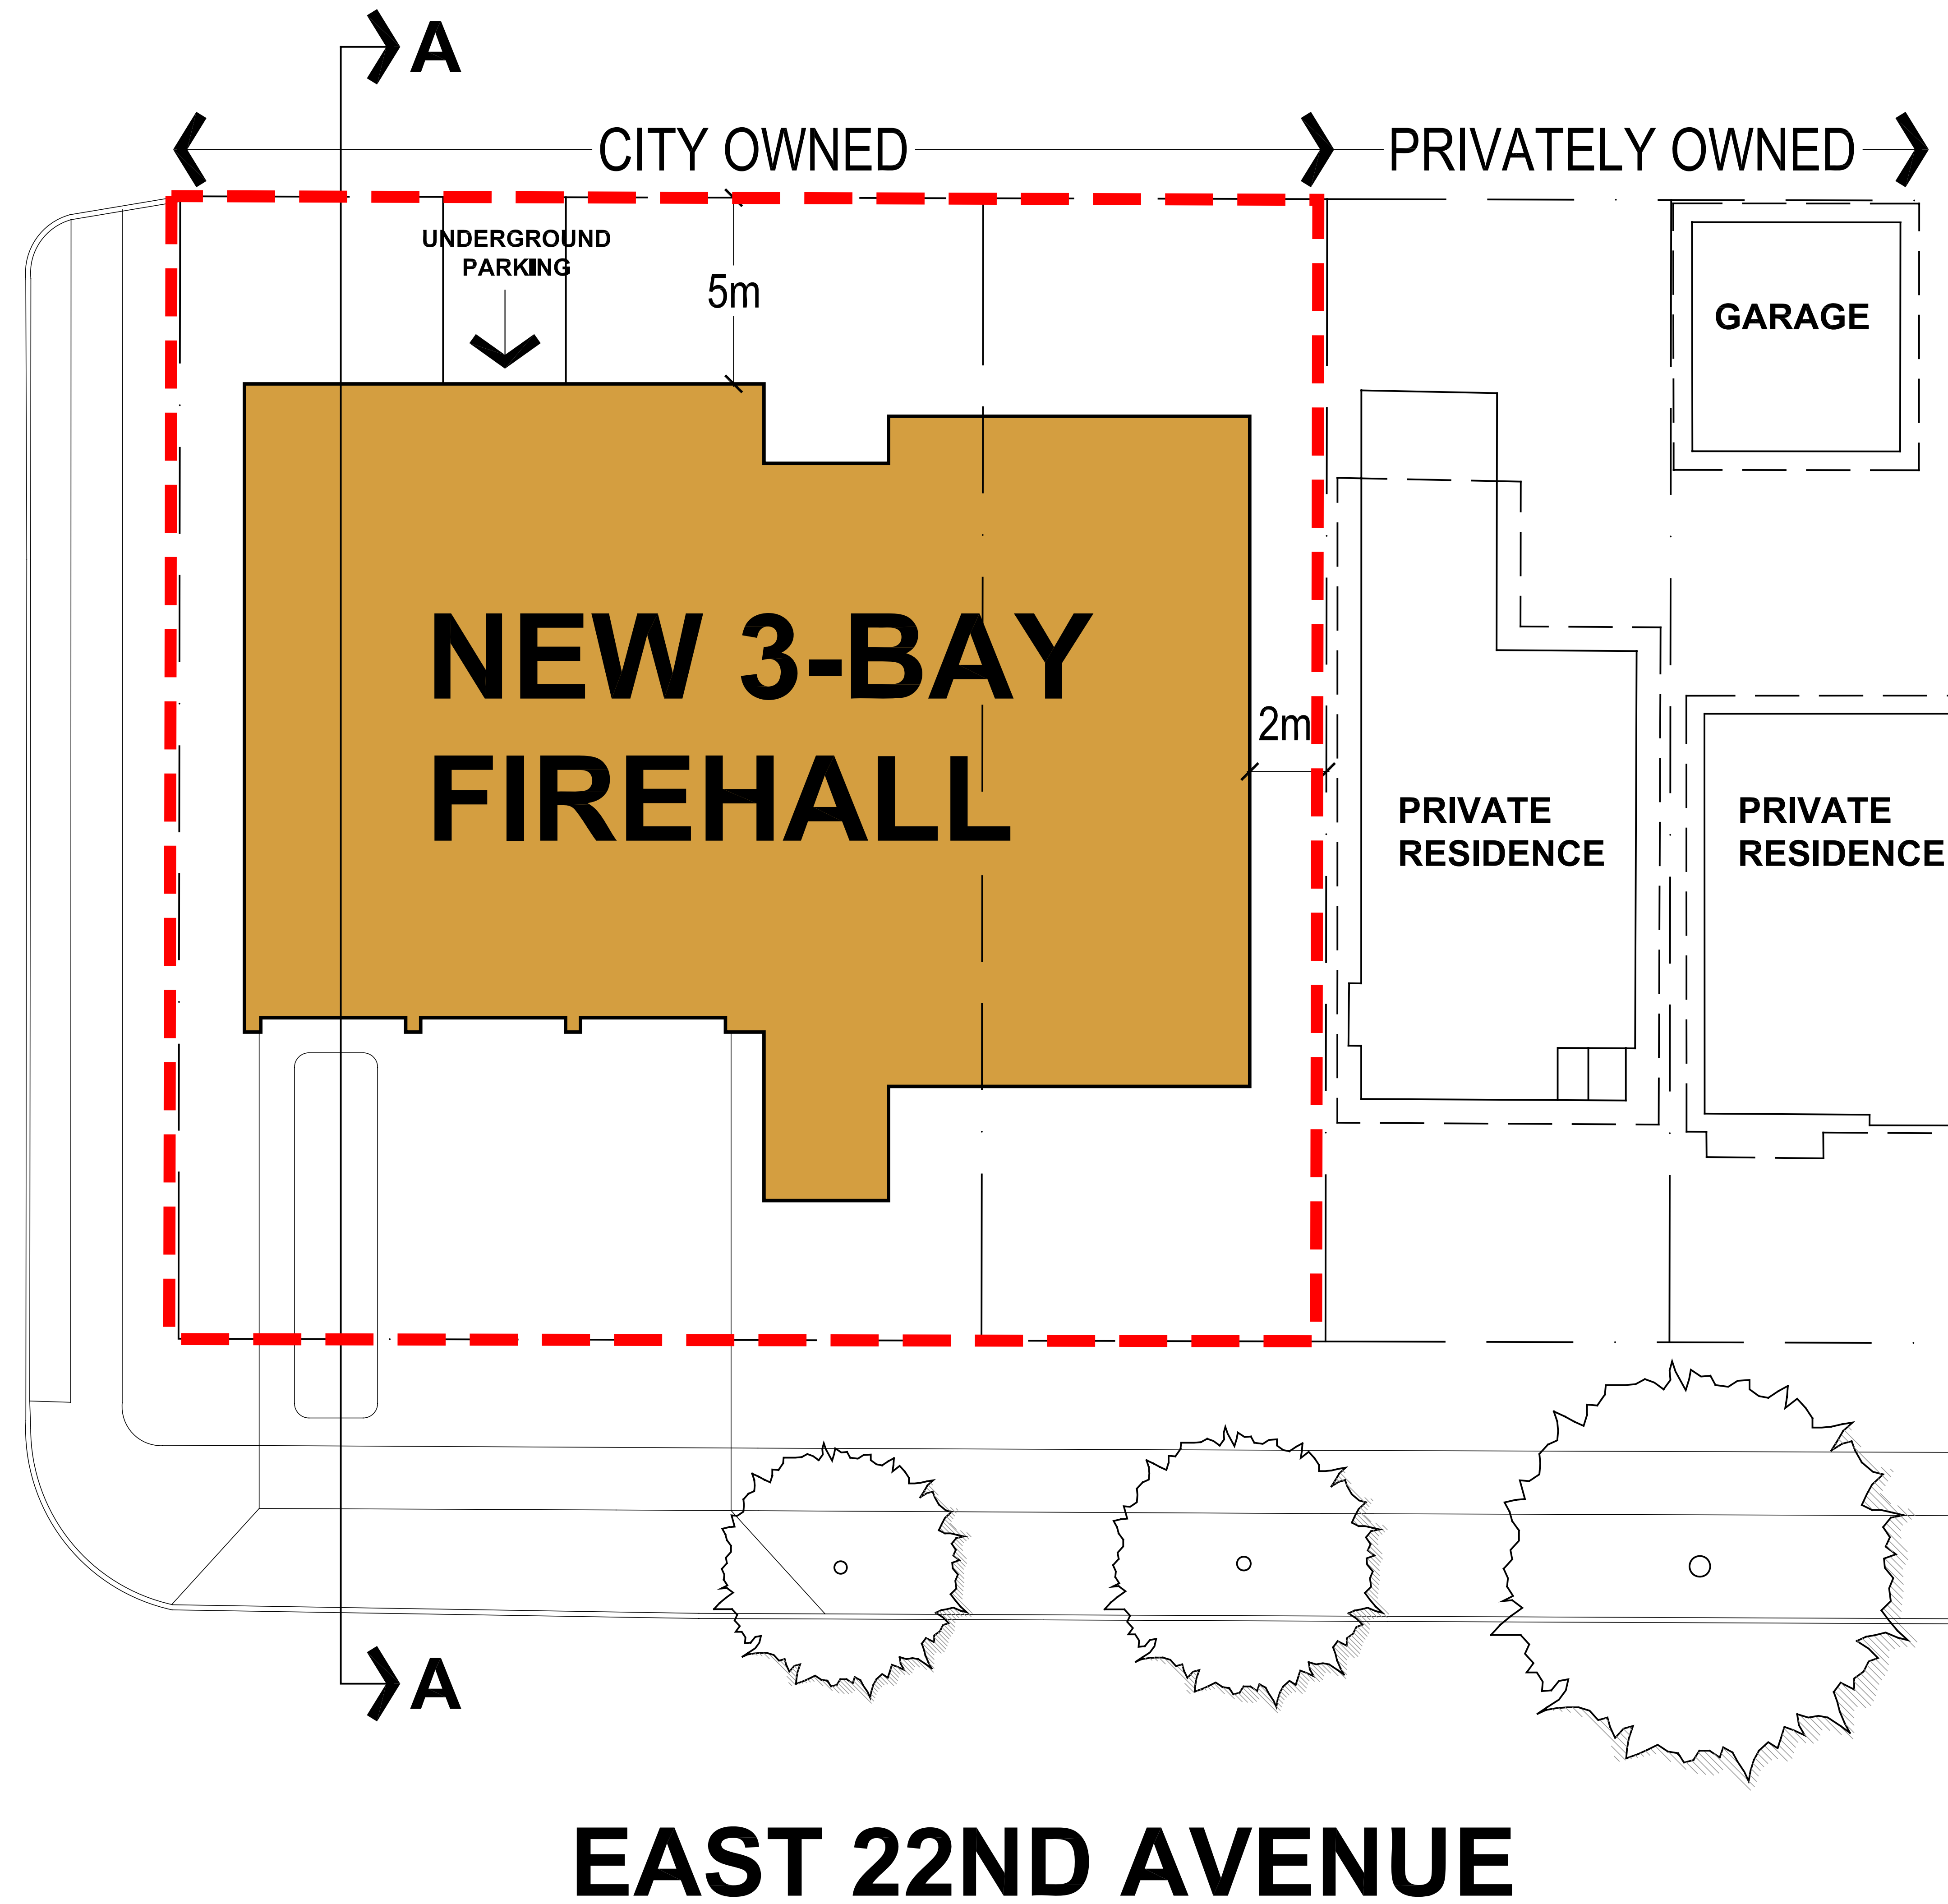 A
CITY OWNED
PRIVATELY OWNED
UNDERGROUND
PARKING
5m
GARAGE
NEW 3-BAY
FIREHALL
2m
PRIVATE
RESIDENCE
PRIVATE
RESIDENCE
A
EAST 22ND AVENUE